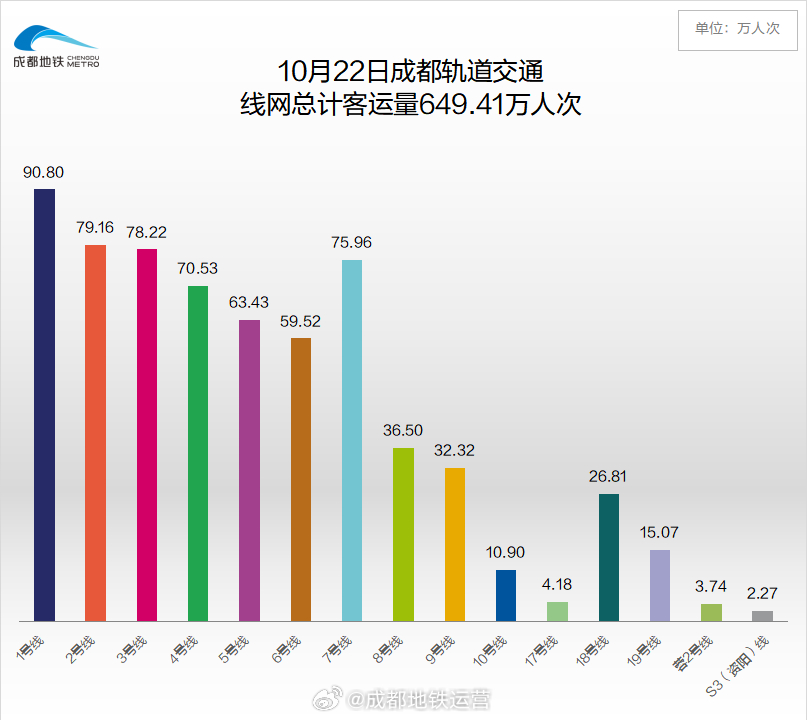 成都地铁 CHENGDU METRO
单位：万人次
10月22日成都轨道交通
线网总计客运量649.41万人次
90.80
79.16
78.22
70.53
63.43
59.52
75.96
36.50
32.32
10.90
4.18
26.81
15.07
3.74
2.27
1号线
2号线
3号线
4号线
5号线
6号线
7号线
8号线
9号线
10号线
17号线
18号线
19号线
蓉2号线
S3（资阳）线
@成都地铁运营